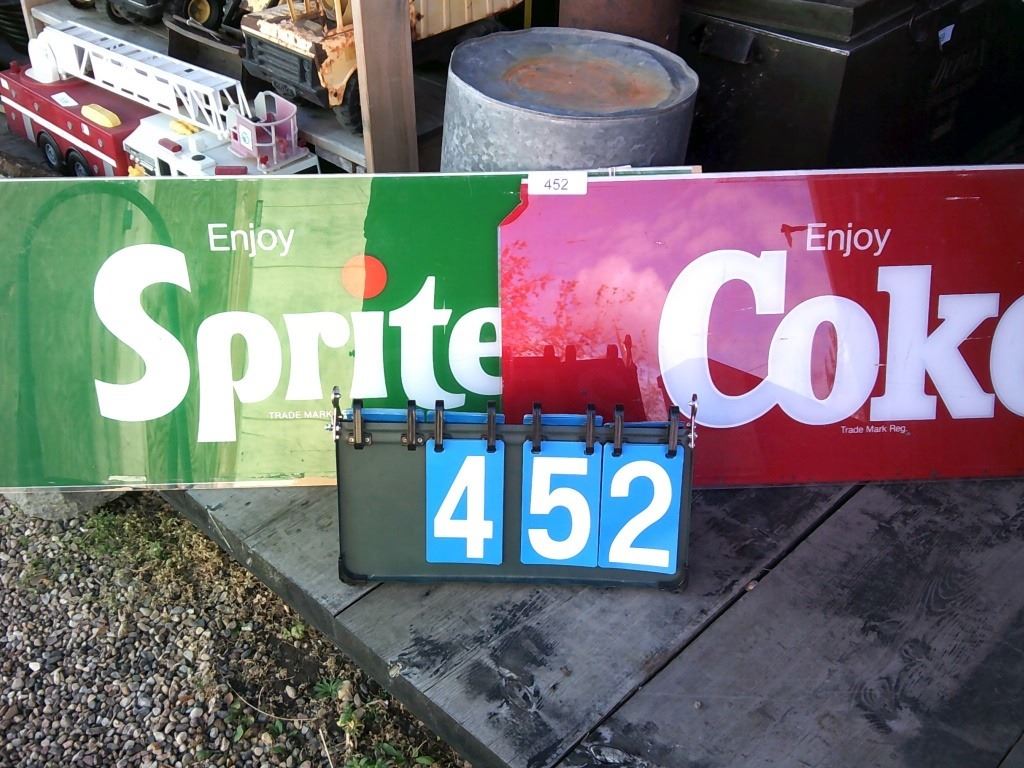 452
Enjoy
Sprite
TRADE MARK
Enjoy
Coke
Trade Mark Reg.
452